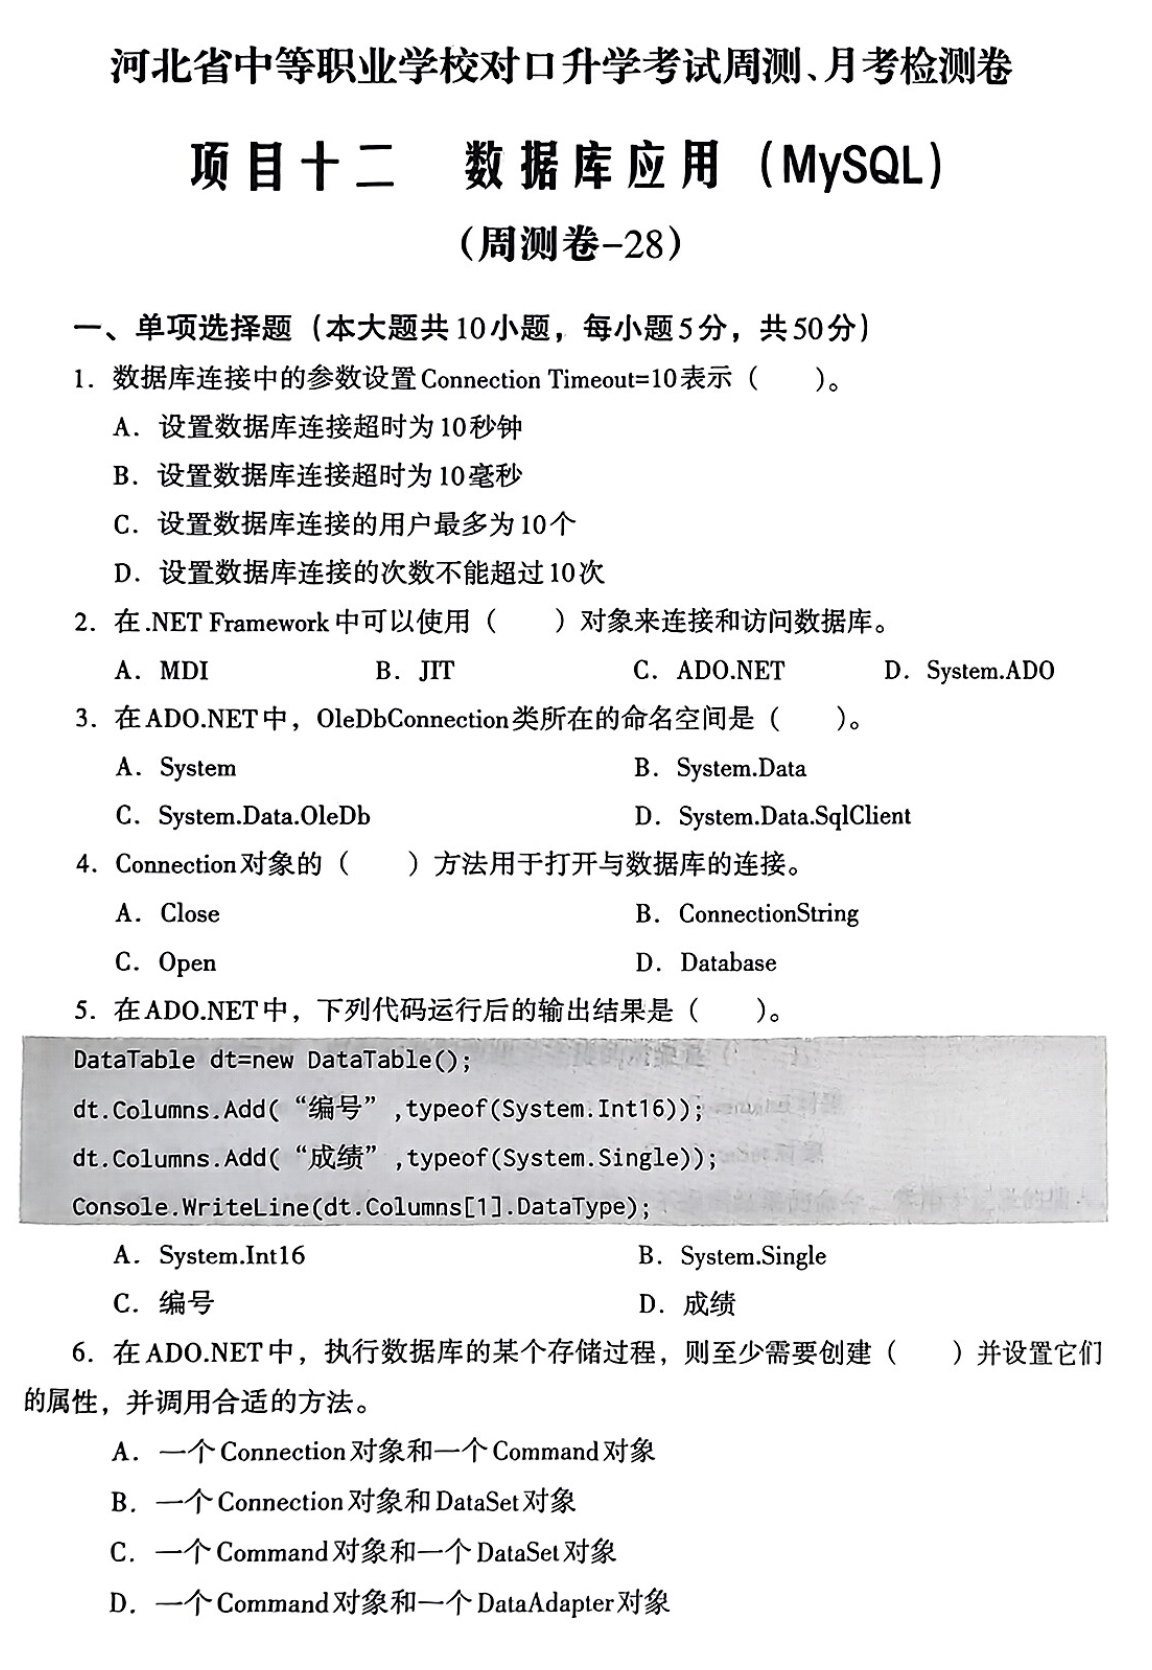 河北省中等职业学校对口升学考试周测、月考检测卷
项目十二 数据库应用（MySQL）
（周测卷-28）
一、单项选择题（本大题共10小题，每小题5分，共50分）
1. 数据库连接中的参数设置Connection Timeout=10表示（ ）。
A. 设置数据库连接超时为10秒钟
B. 设置数据库连接超时为10毫秒
C. 设置数据库连接的用户最多为10个
D. 设置数据库连接的次数不能超过10次
2. 在.NET Framework中可以使用（ ）对象来连接和访问数据库。
A. MDI B. JIT C. ADO.NET D. System.ADO
3. 在ADO.NET中，OleDbConnection类所在的命名空间是（ ）。
A. System B. System.Data
C. System.Data.OleDb D. System.Data.SqlClient
4. Connection对象的（ ）方法用于打开与数据库的连接。
A. Close B. ConnectionString
C. Open D. Database
5. 在ADO.NET中，下列代码运行后的输出结果是（ ）。
DataTable dt=new DataTable();
dt.Columns.Add( “编号” ,typeof(System.Int16));
dt.Columns.Add( “成绩” ,typeof(System.Single));
Console.WriteLine(dt.Columns[1].DataType);
A. System.Int16 B. System.Single
C. 编号 D. 成绩
6. 在ADO.NET中，执行数据库的某个存储过程，则至少需要创建（ ）并设置它们
的属性，并调用合适的方法。
A. 一个Connection对象和一个Command对象
B. 一个Connection对象和DataSet对象
C. 一个Command对象和一个DataSet对象
D. 一个Command对象和一个DataAdapter对象